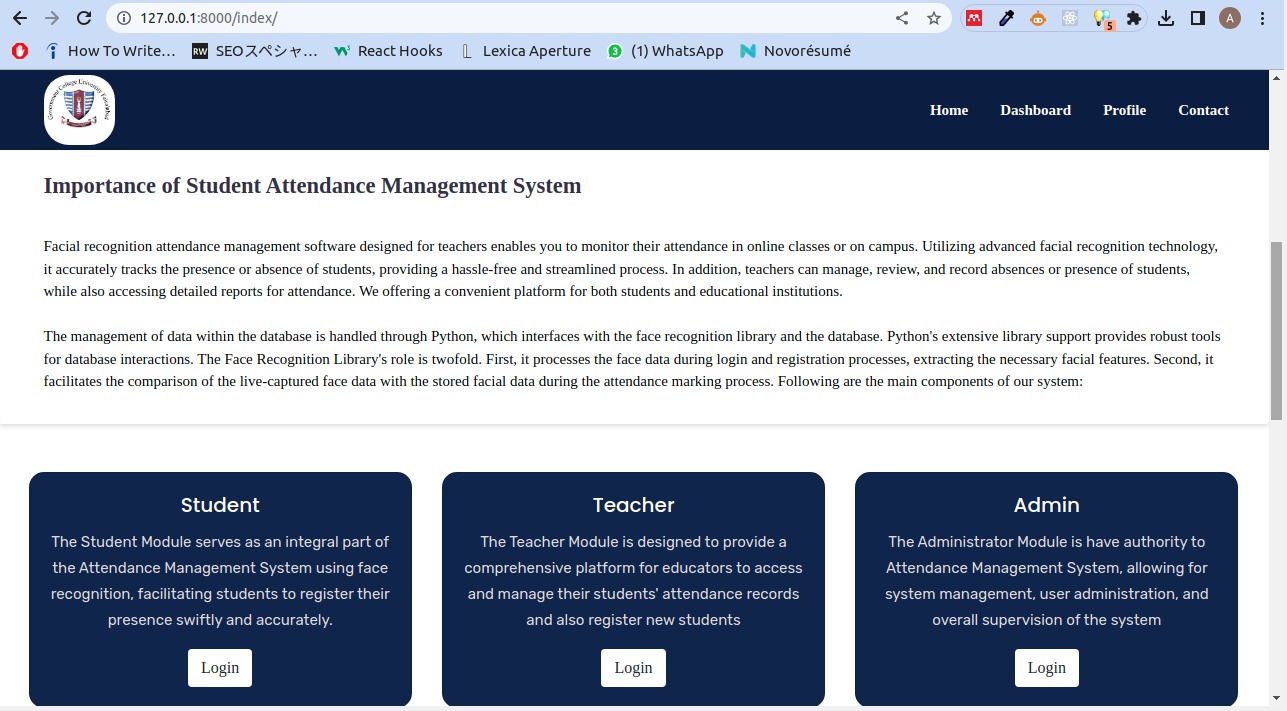 127.0.0.1:8000/index/
5
A
How To Write…
RW
SEOスペシャ…
React Hooks
Lexica Aperture
3
(1) WhatsApp
Novorésumé
Government College University Faisalabad
Home
Dashboard
Profile
Contact
Importance of Student Attendance Management System
Facial recognition attendance management software designed for teachers enables you to monitor their attendance in online classes or on campus. Utilizing advanced facial recognition technology,
it accurately tracks the presence or absence of students, providing a hassle-free and streamlined process. In addition, teachers can manage, review, and record absences or presence of students,
while also accessing detailed reports for attendance. We offering a convenient platform for both students and educational institutions.
The management of data within the database is handled through Python, which interfaces with the face recognition library and the database. Python's extensive library support provides robust tools
for database interactions. The Face Recognition Library's role is twofold. First, it processes the face data during login and registration processes, extracting the necessary facial features. Second, it
facilitates the comparison of the live-captured face data with the stored facial data during the attendance marking process. Following are the main components of our system:
Student
The Student Module serves as an integral part of
the Attendance Management System using face
recognition, facilitating students to register their
presence swiftly and accurately.
Login
Teacher
The Teacher Module is designed to provide a
comprehensive platform for educators to access
and manage their students' attendance records
and also register new students
Login
Admin
The Administrator Module is have authority to
Attendance Management System, allowing for
system management, user administration, and
overall supervision of the system
Login